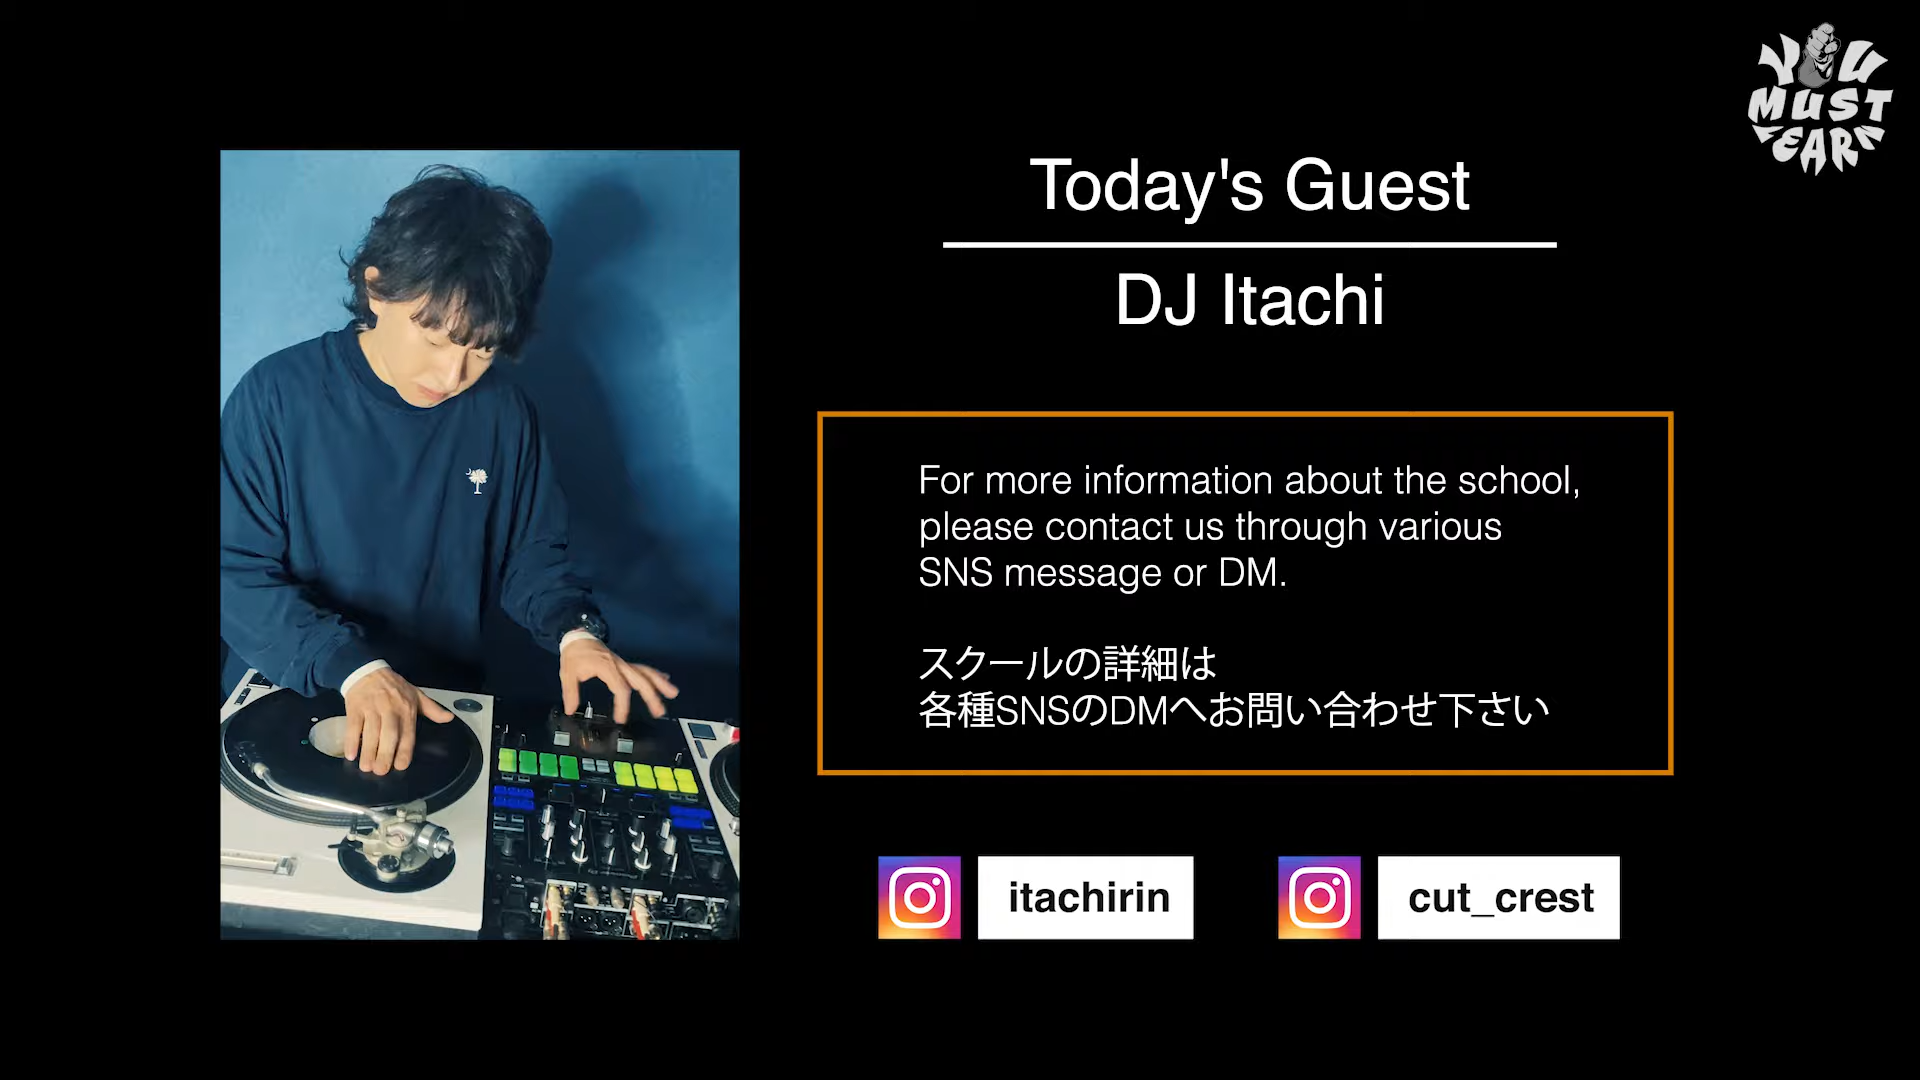 YOU
MUST
LEARN
Today's Guest
DJ Itachi
For more information about the school,
please contact us through various
SNS message or DM.
スクールの詳細は
各種SNSのDMへお問い合わせ下さい
itachirin
cut_crest